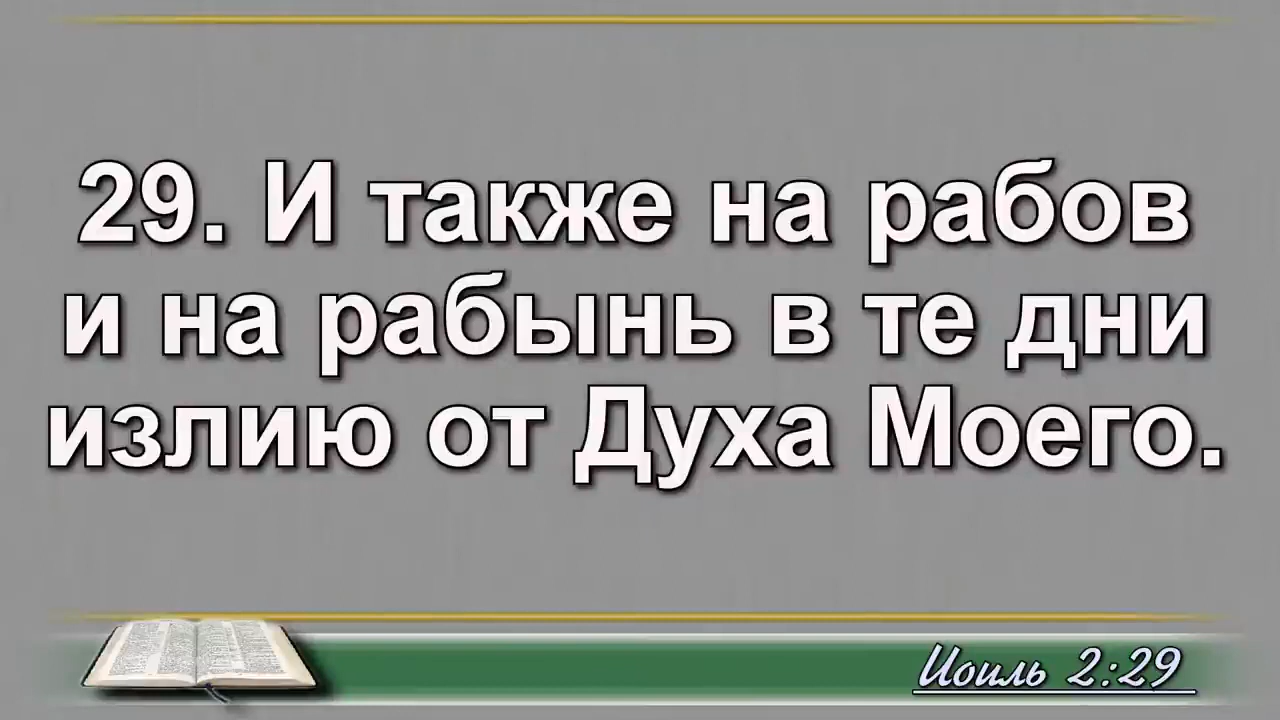 29. И также на рабов
и на рабынь в те дни
излию от Духа Моего.
Иоиль 2:29